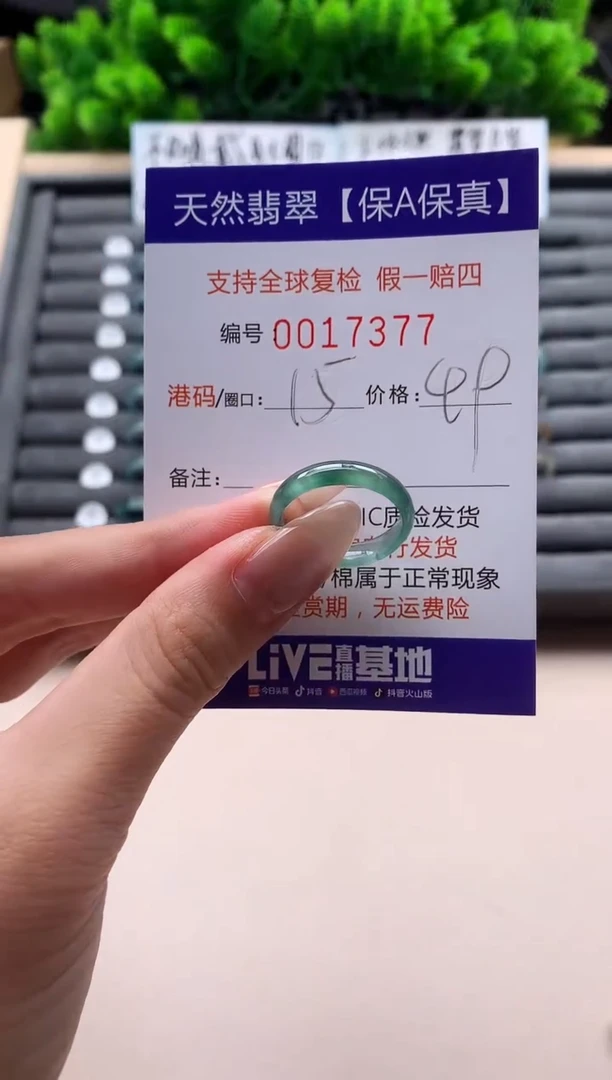 天然翡翠【保A保真】
支持全球复检 假一赔四
编号:0017377
港码/圈口: 15 价格:
备注:
IC质检发货
发货
棉属于正常现象
赏期，无运费险
LiVE直播基地
今日头条 抖音 西瓜视频 抖音火山版